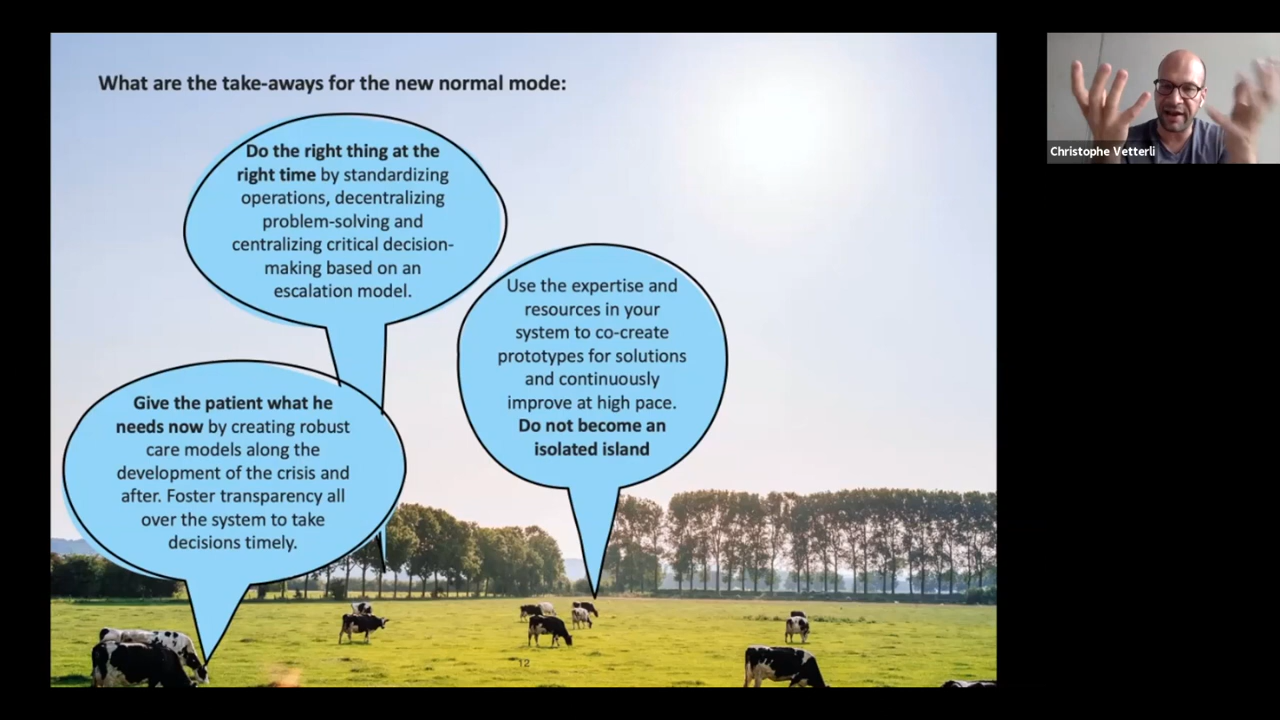 What are the take-aways for the new normal mode:
Do the right thing at the
right time by standardizing
operations, decentralizing
problem-solving and
centralizing critical decision-
making based on an
escalation model.
Use the expertise and
resources in your
system to co-create
prototypes for solutions
and continuously
improve at high pace.
Do not become an
isolated island
Give the patient what he
needs now by creating robust
care models along the
development of the crisis and
after. Foster transparency all
over the system to take
decisions timely.
12
Christophe Vetterli